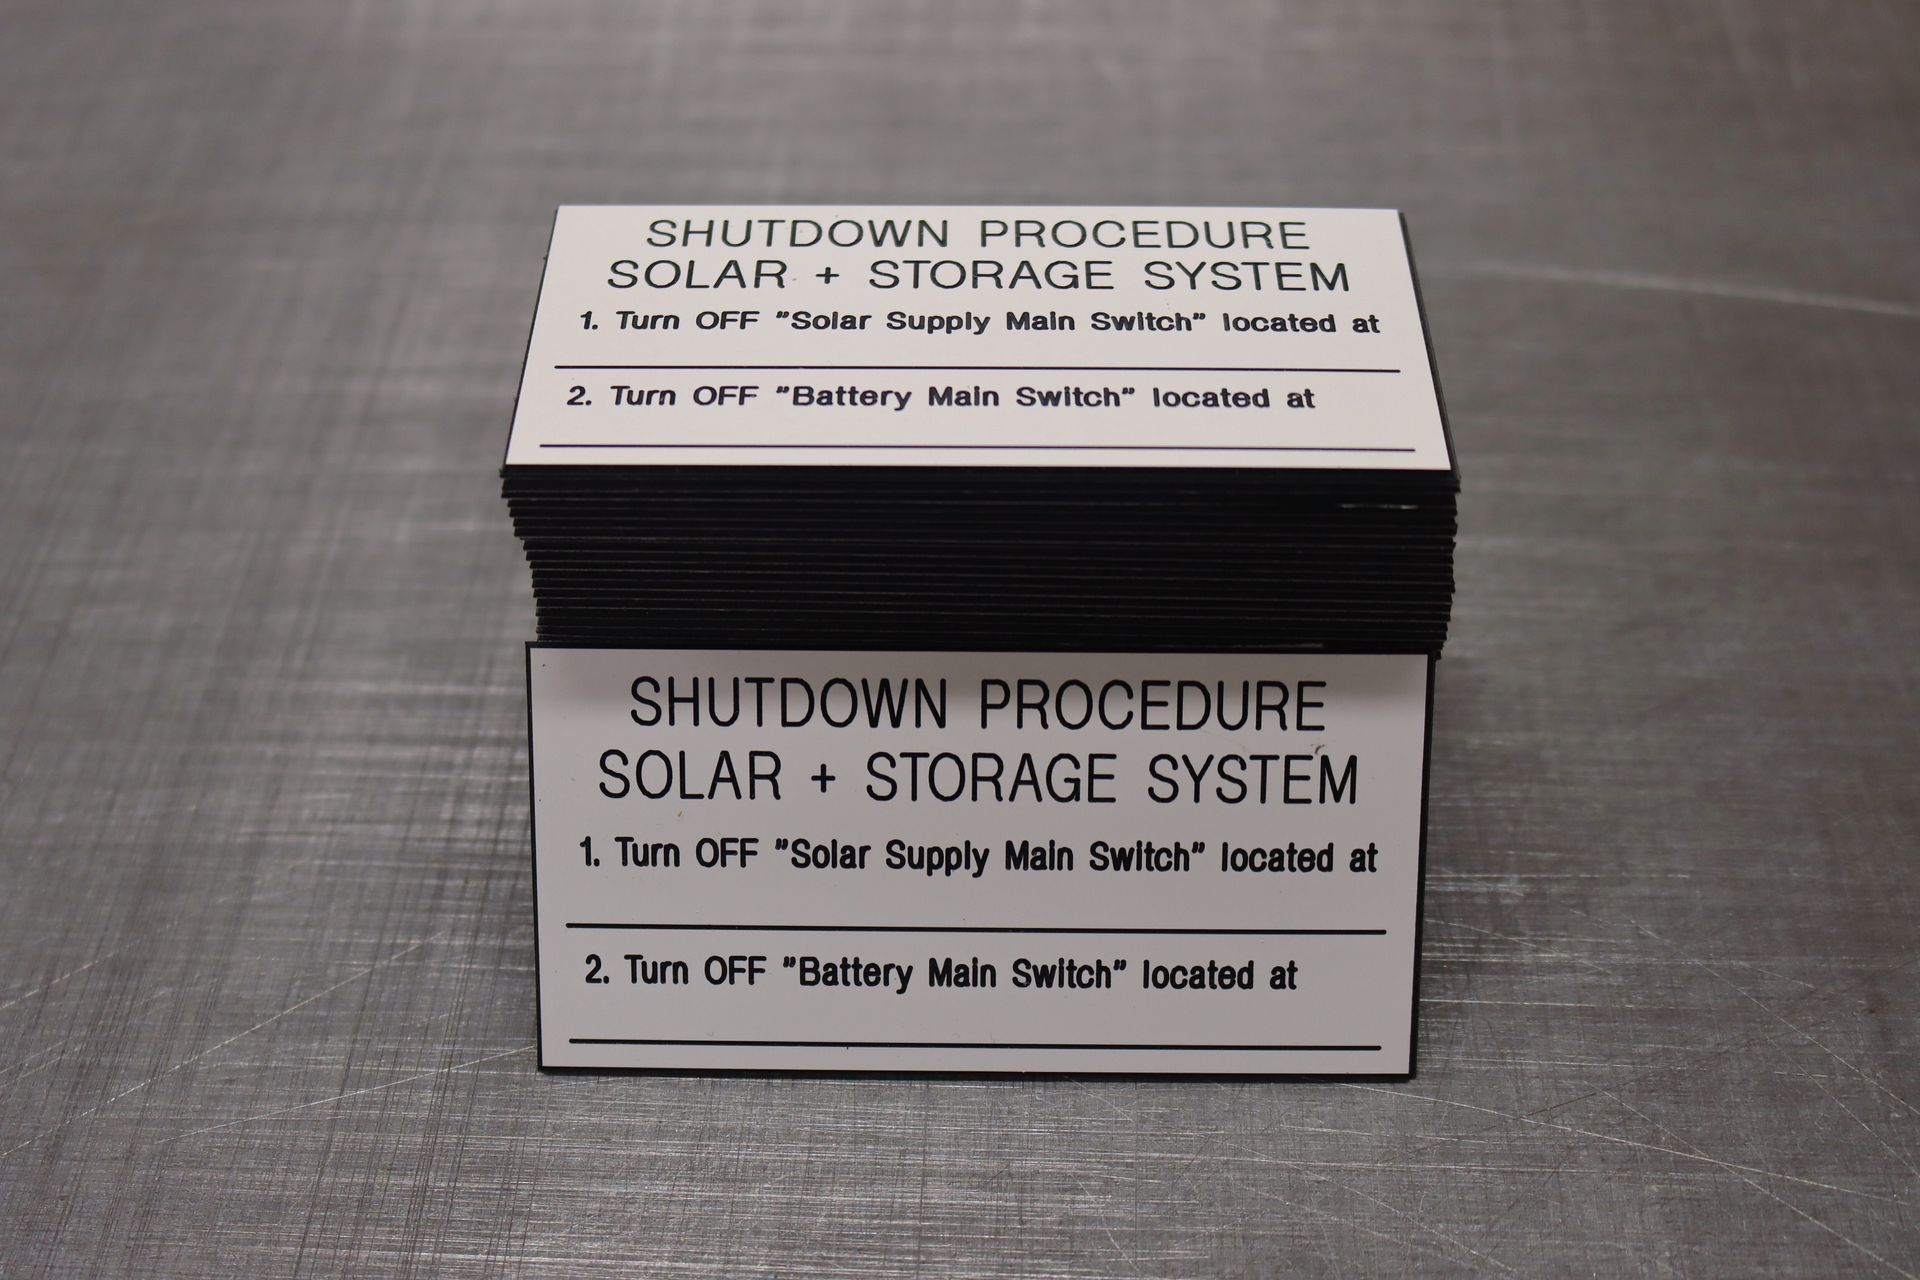 SHUTDOWN PROCEDURE
SOLAR + STORAGE SYSTEM
1. Turn OFF "Solar Supply Main Switch" located at
2. Turn OFF "Battery Main Switch" located at
SHUTDOWN PROCEDURE
SOLAR + STORAGE SYSTEM
1. Turn OFF "Solar Supply Main Switch" located at
2. Turn OFF "Battery Main Switch" located at